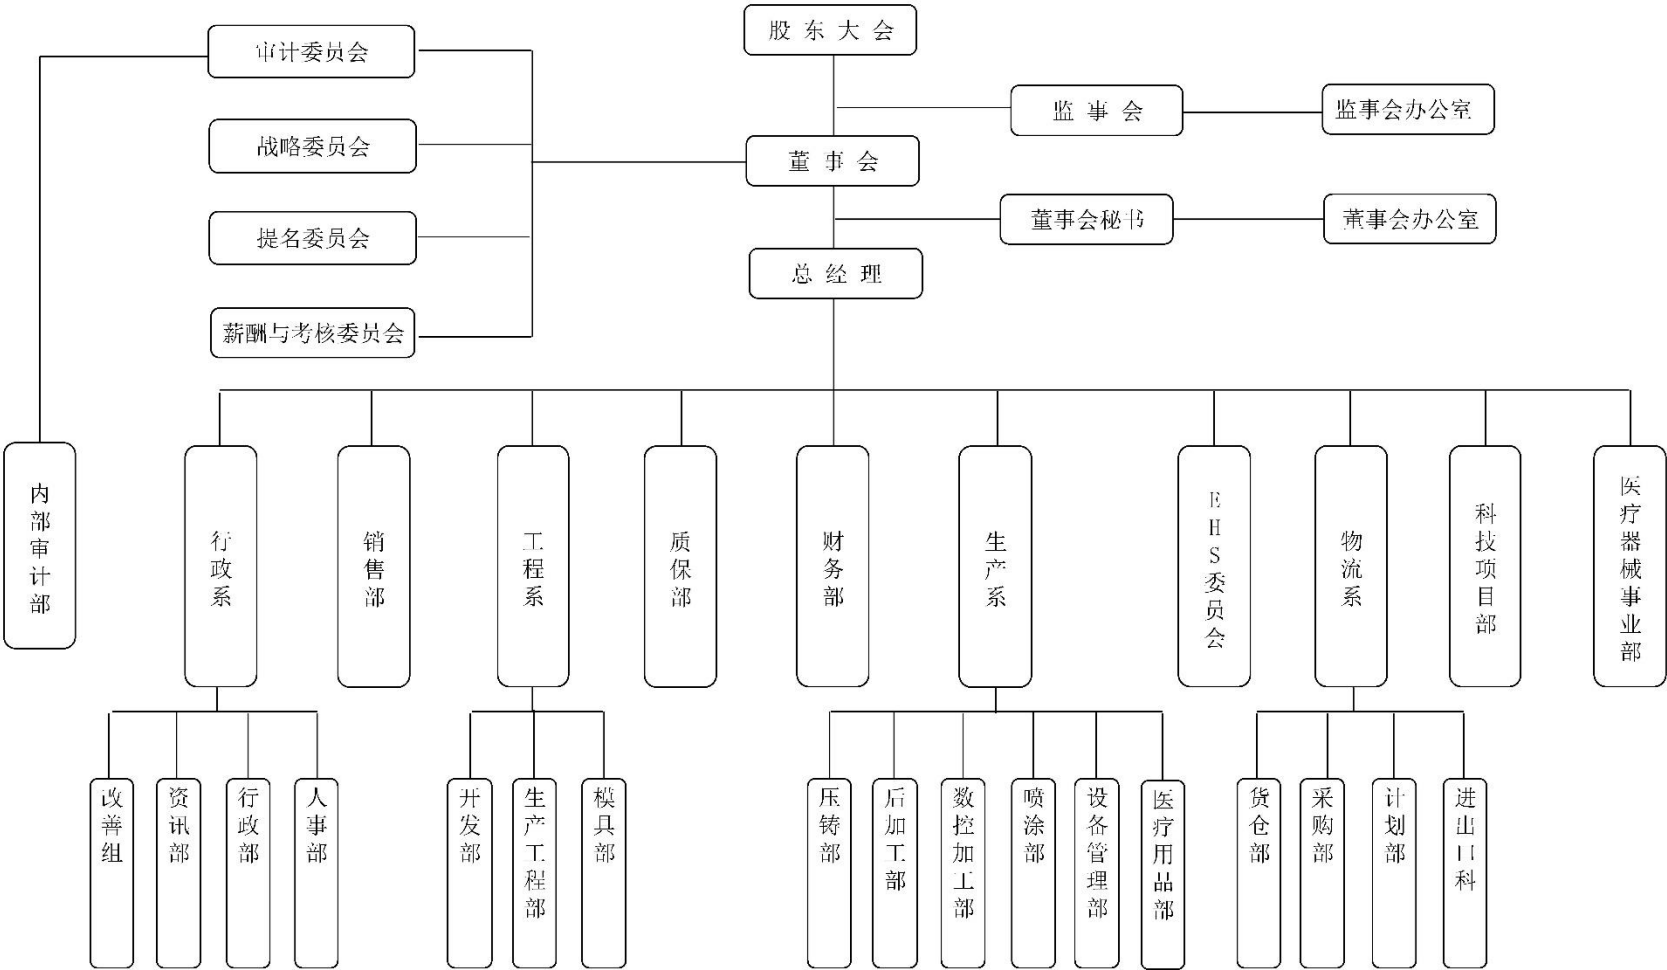 股东大会
审计委员会
监事会
监事会办公室
战略委员会
董事会
提名委员会
董事会秘书
董事会办公室
总经理
薪酬与考核委员会
内部审计部
行政系
销售部
工程系
质保部
财务部
生产系
EHS委员会
物流系
科技项目部
医疗器械事业部
改善组
资讯部
行政部
人事部
开发部
生产工程部
模具部
压铸部
后加工部
数控加工部
喷涂部
设备管理部
医疗用品部
货仓部
采购部
计划部
进出口科